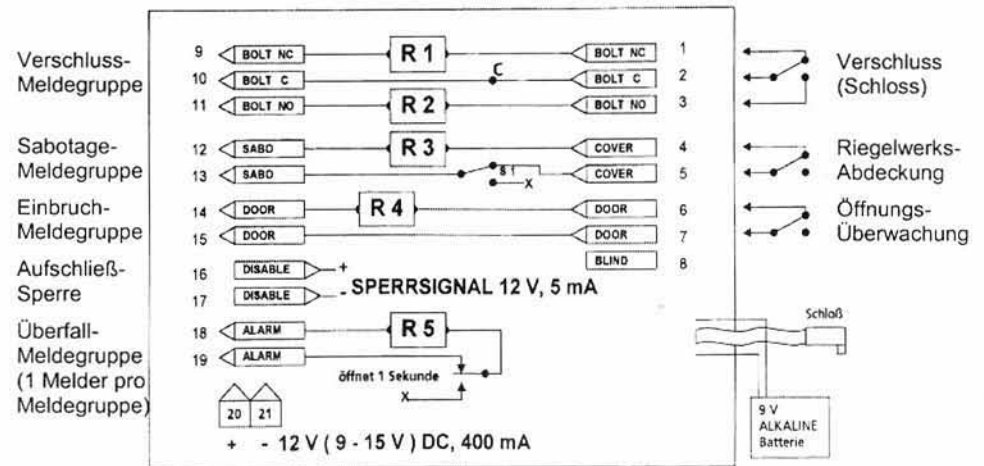 Verschluss-
Meldegruppe
9 BOLT NC R 1 BOLT NC 1
10 BOLT C C BOLT C 2
11 BOLT NO R 2 BOLT NO 3
Verschluss
(Schloss)
Sabotage-
Meldegruppe
12 SABO R 3 COVER 4
13 SABO S 1 X COVER 5
Riegelwerks-
Abdeckung
Einbruch-
Meldegruppe
14 DOOR R 4 DOOR 6
15 DOOR DOOR 7
Öffnungs-
Überwachung
BLIND 8
Aufschließ-
Sperre
16 DISABLE +
17 DISABLE - SPERRSIGNAL 12 V, 5 mA
Überfall-
Meldegruppe
(1 Melder pro
Meldegruppe)
18 ALARM R 5
19 ALARM
öffnet 1 Sekunde
X
Schloß
20 21
+ - 12 V ( 9 - 15 V ) DC, 400 mA
9 V
ALKALINE
Batterie